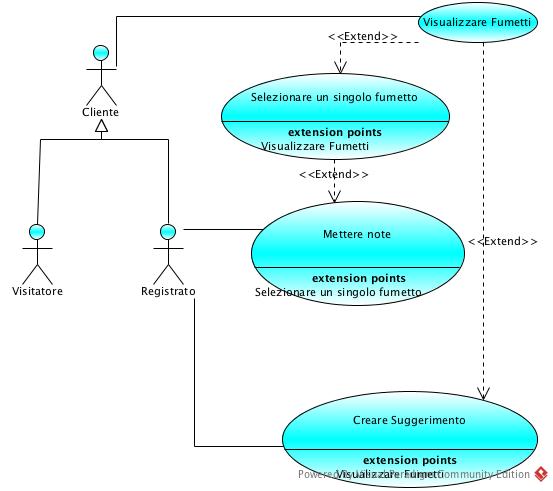 Visualizzare Fumetti
<<Extend>>
Selezionare un singolo fumetto
extension points
Visualizzare Fumetti
Cliente
<<Extend>>
Mettere note
<<Extend>>
extension points
Selezionare un singolo fumetto
Visitatore
Registrato
Creare Suggerimento
extension points
Visualizzare Fumetti
Powered By Visual Paradigm Community Edition